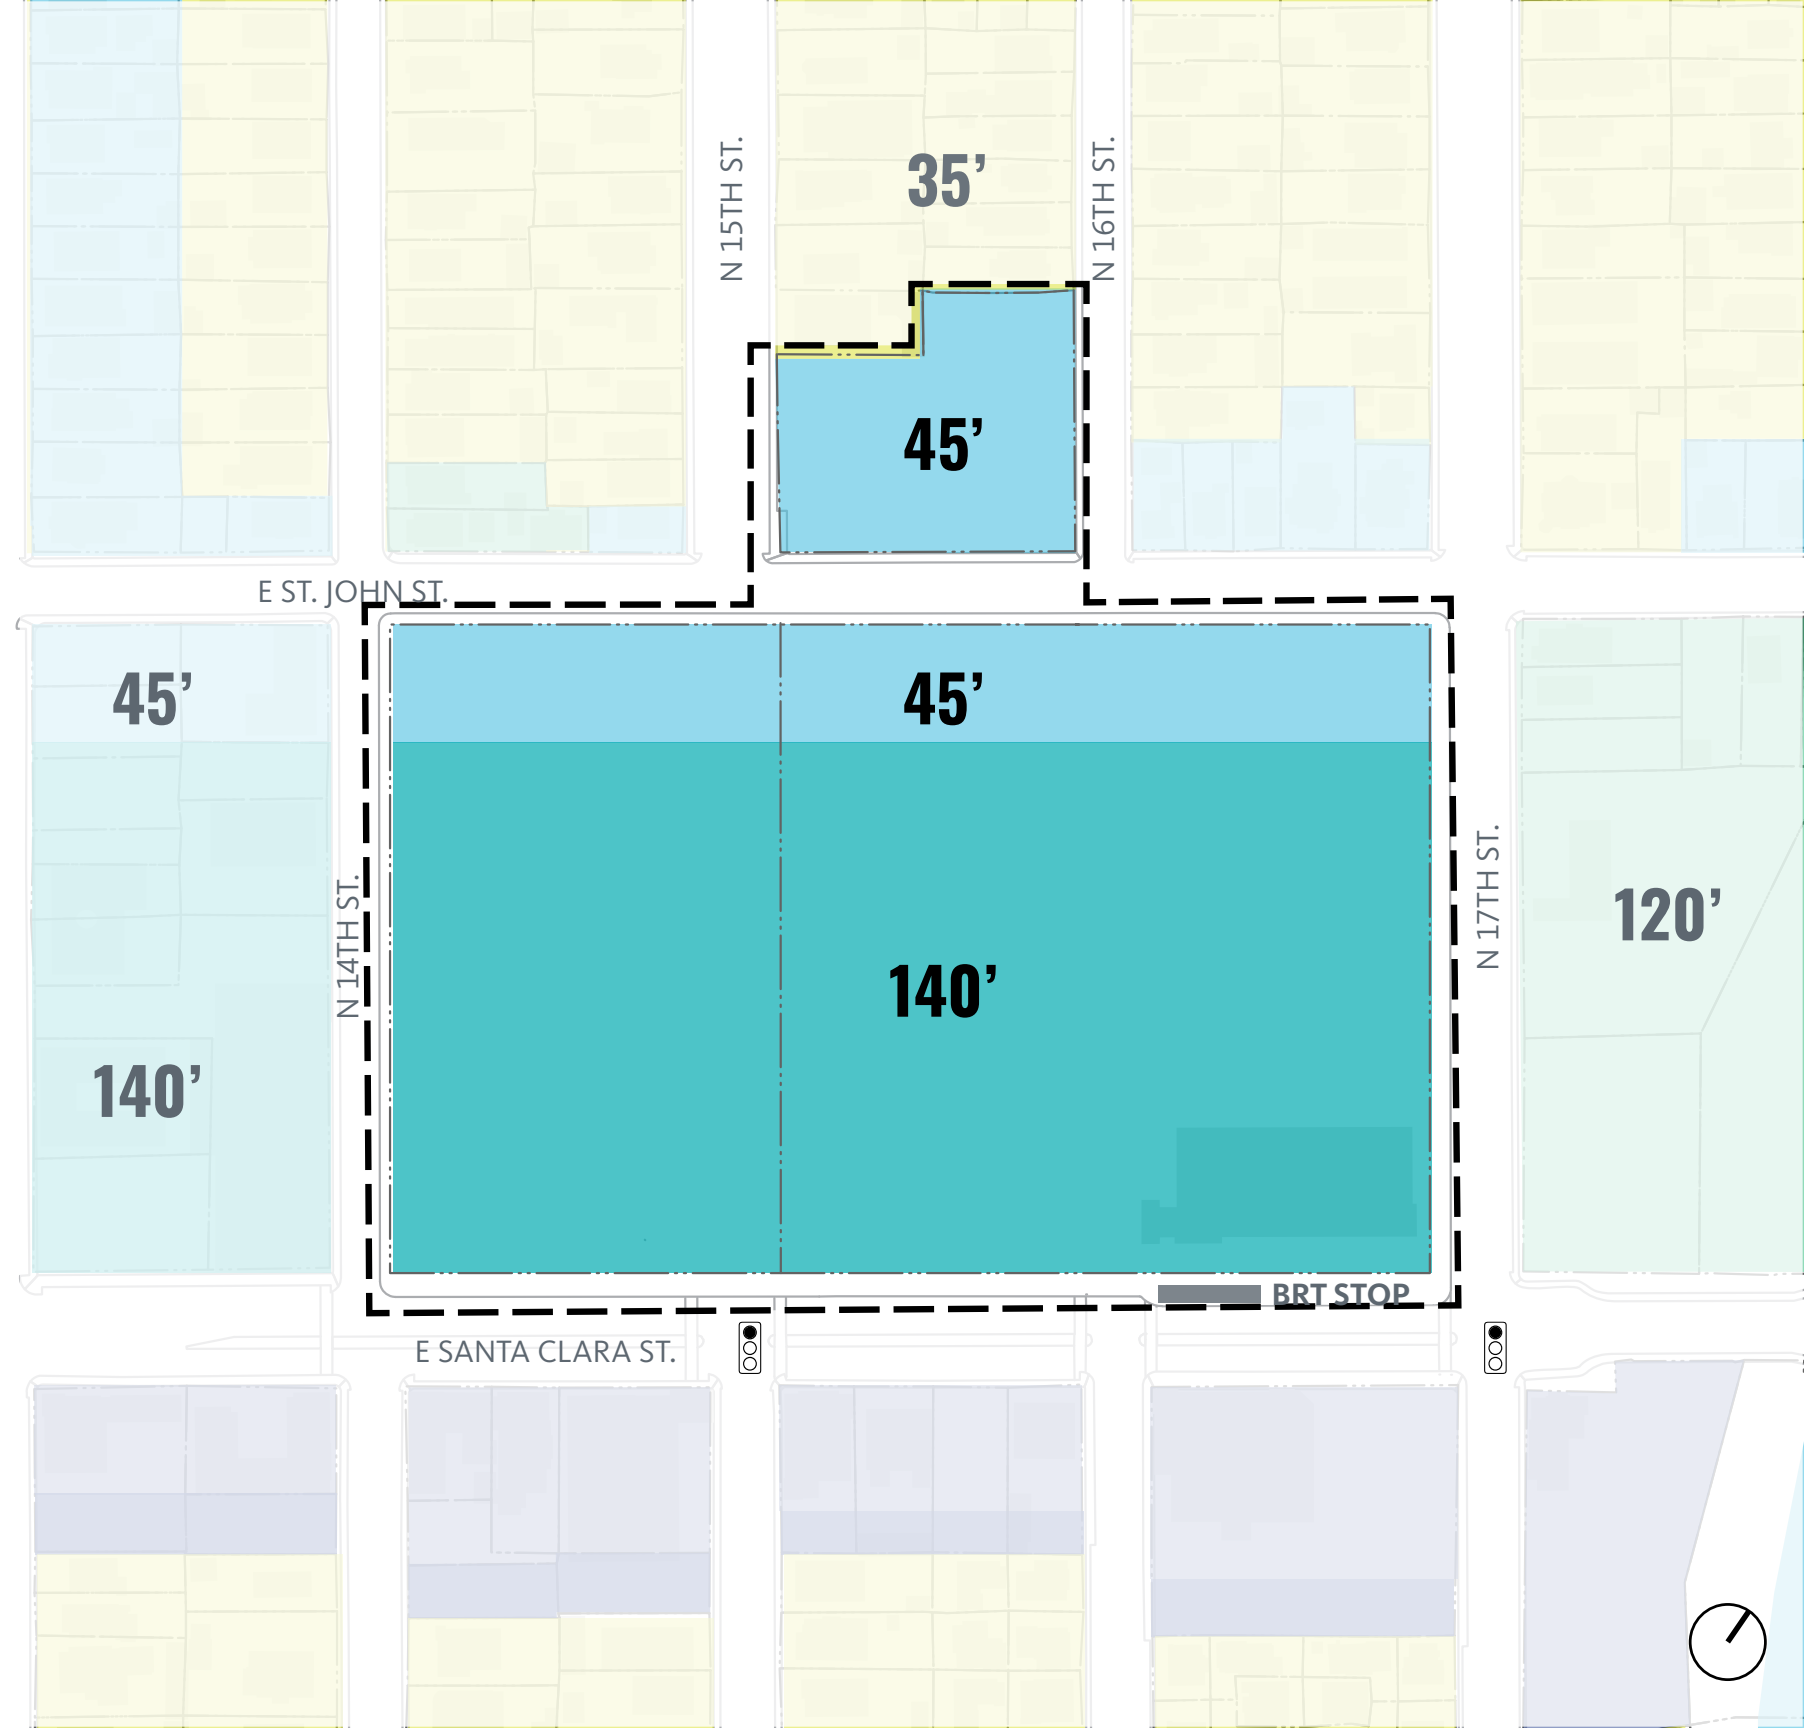 N 15TH ST.
35’
N 16TH ST.
45’
E ST. JOHN ST.
45’
45’
N 14TH ST.
140’
N 17TH ST.
120’
140’
BRT STOP
E SANTA CLARA ST.